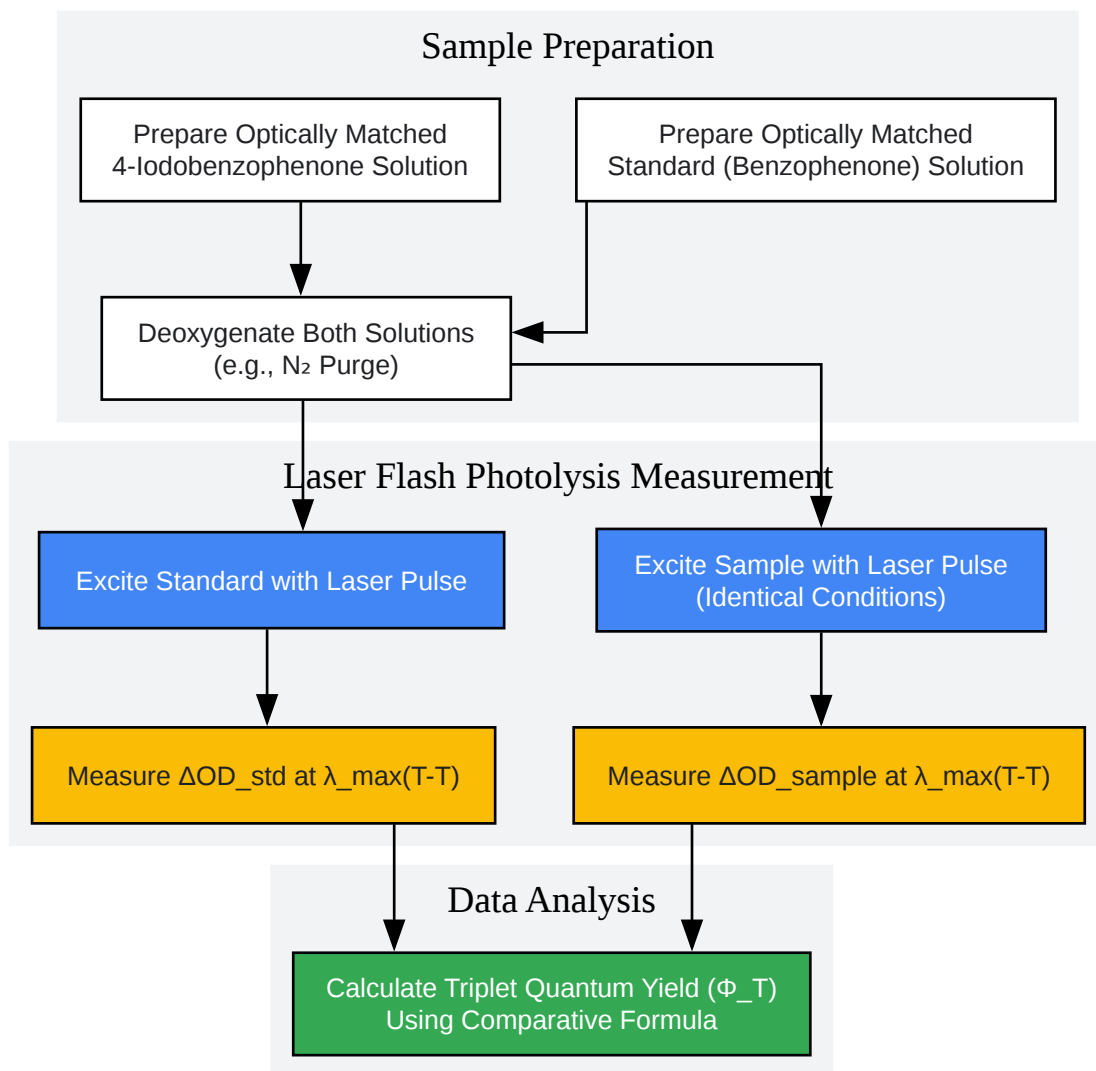 Sample Preparation
Prepare Optically Matched
4-Iodobenzophenone Solution
Prepare Optically Matched
Standard (Benzophenone) Solution
Deoxygenate Both Solutions
(e.g., N₂ Purge)
Laser Flash Photolysis Measurement
Excite Standard with Laser Pulse
Excite Sample with Laser Pulse
(Identical Conditions)
Measure ΔOD_std at λ_max(T-T)
Measure ΔOD_sample at λ_max(T-T)
Data Analysis
Calculate Triplet Quantum Yield (Φ_T)
Using Comparative Formula